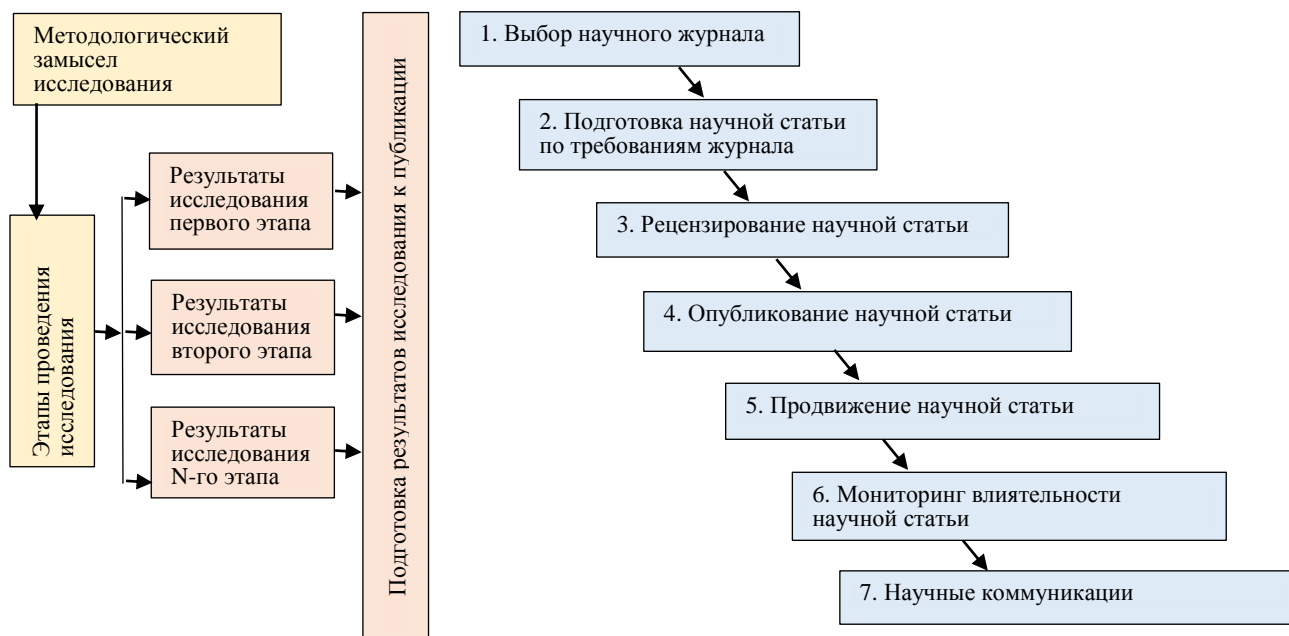 Методологический
замысел
исследования
Этапы проведения
исследования
Результаты
исследования
первого этапа
Результаты
исследования
второго этапа
Результаты
исследования
N-го этапа
Подготовка результатов исследования к публикации
1. Выбор научного журнала
2. Подготовка научной статьи
по требованиям журнала
3. Рецензирование научной статьи
4. Опубликование научной статьи
5. Продвижение научной статьи
6. Мониторинг влиятельности
научной статьи
7. Научные коммуникации